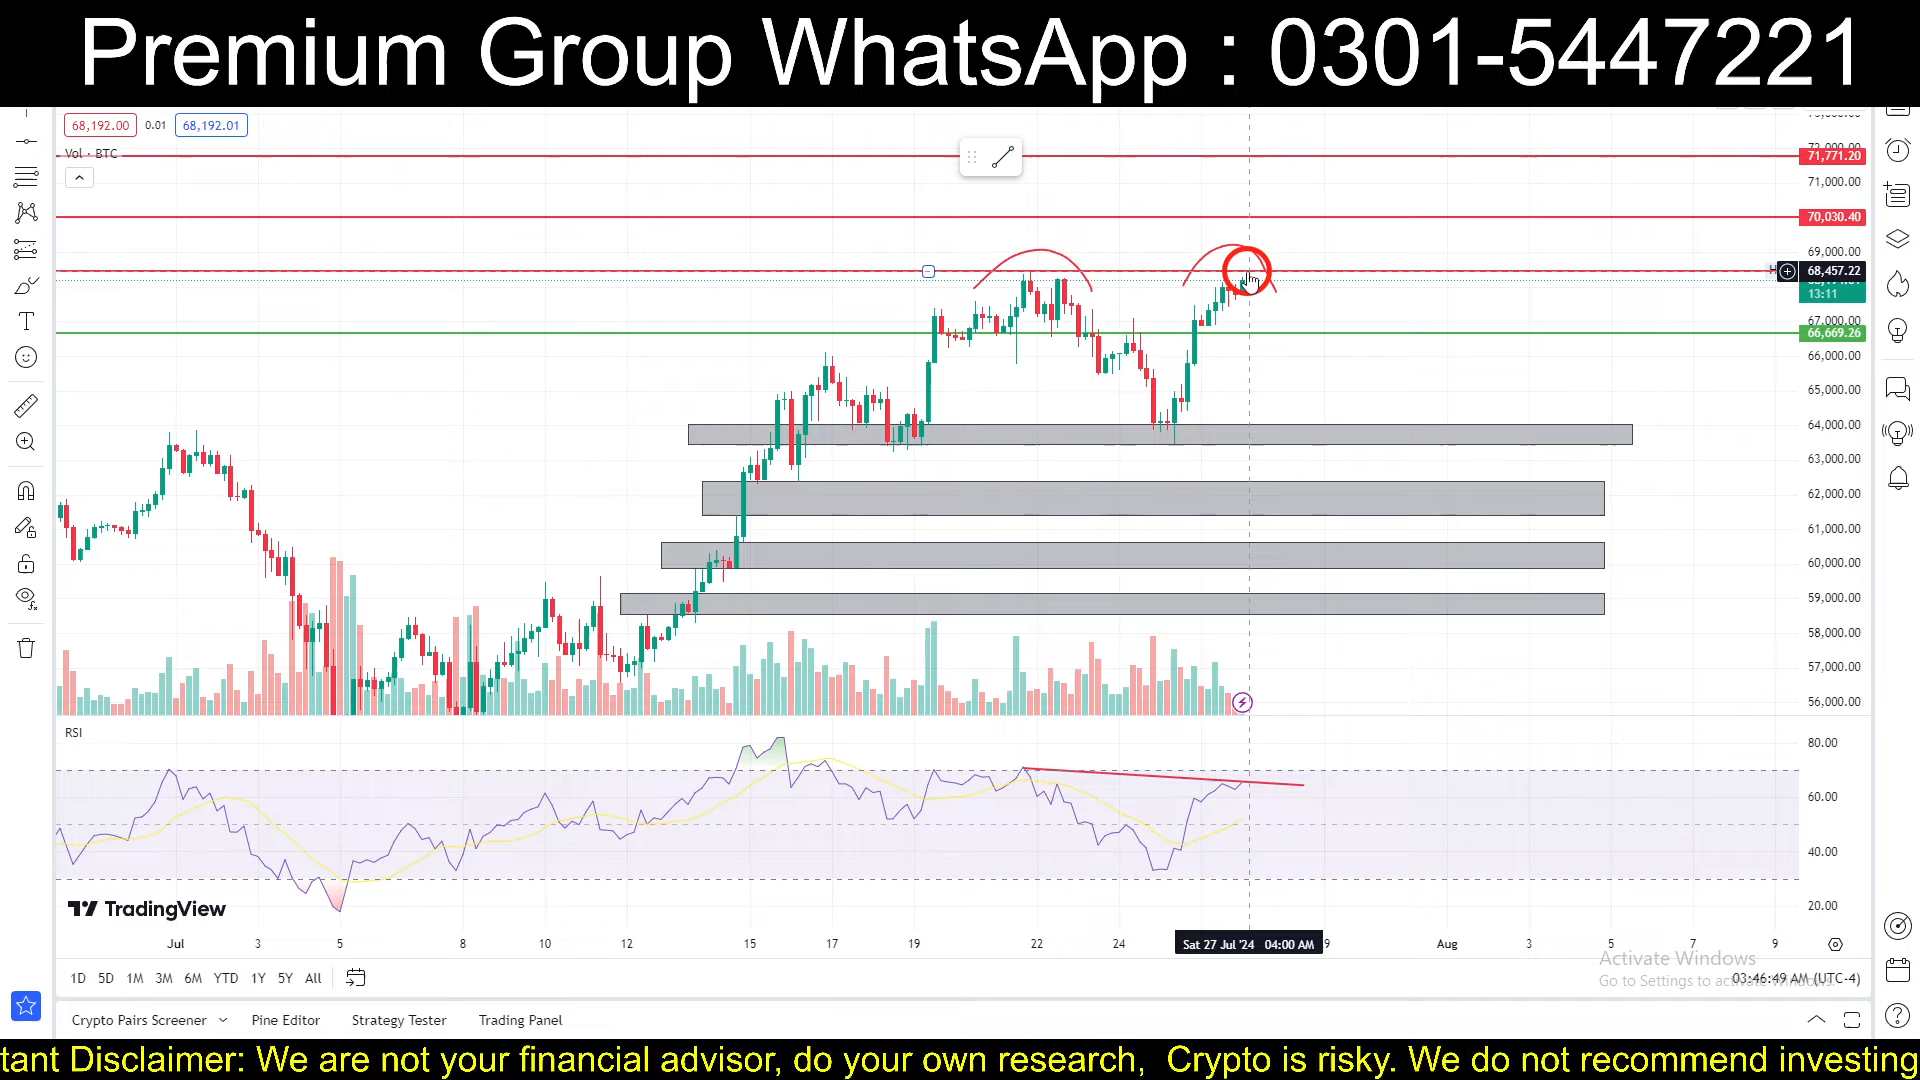 Premium Group WhatsApp : 0301-5447221
68,192.00 0.01 68,192.01
Vol · BTC
72,000.00
71,771.20
71,000.00
70,030.40
69,000.00
H 68,457.22
13:11
67,000.00
66,669.26
66,000.00
65,000.00
64,000.00
63,000.00
62,000.00
61,000.00
60,000.00
59,000.00
58,000.00
57,000.00
56,000.00
RSI
80.00
60.00
40.00
20.00
TradingView
Jul 3 5 8 10 12 15 17 19 22 24 Sat 27 Jul '24 04:00 AM 9 Aug 3 5 7 9
Activate Windows
Go to Settings to activate Windows.
1D 5D 1M 3M 6M YTD 1Y 5Y All 03:46:49 AM (UTC-4)
Crypto Pairs Screener Pine Editor Strategy Tester Trading Panel
tant Disclaimer: We are not your financial advisor, do your own research, Crypto is risky. We do not recommend investing